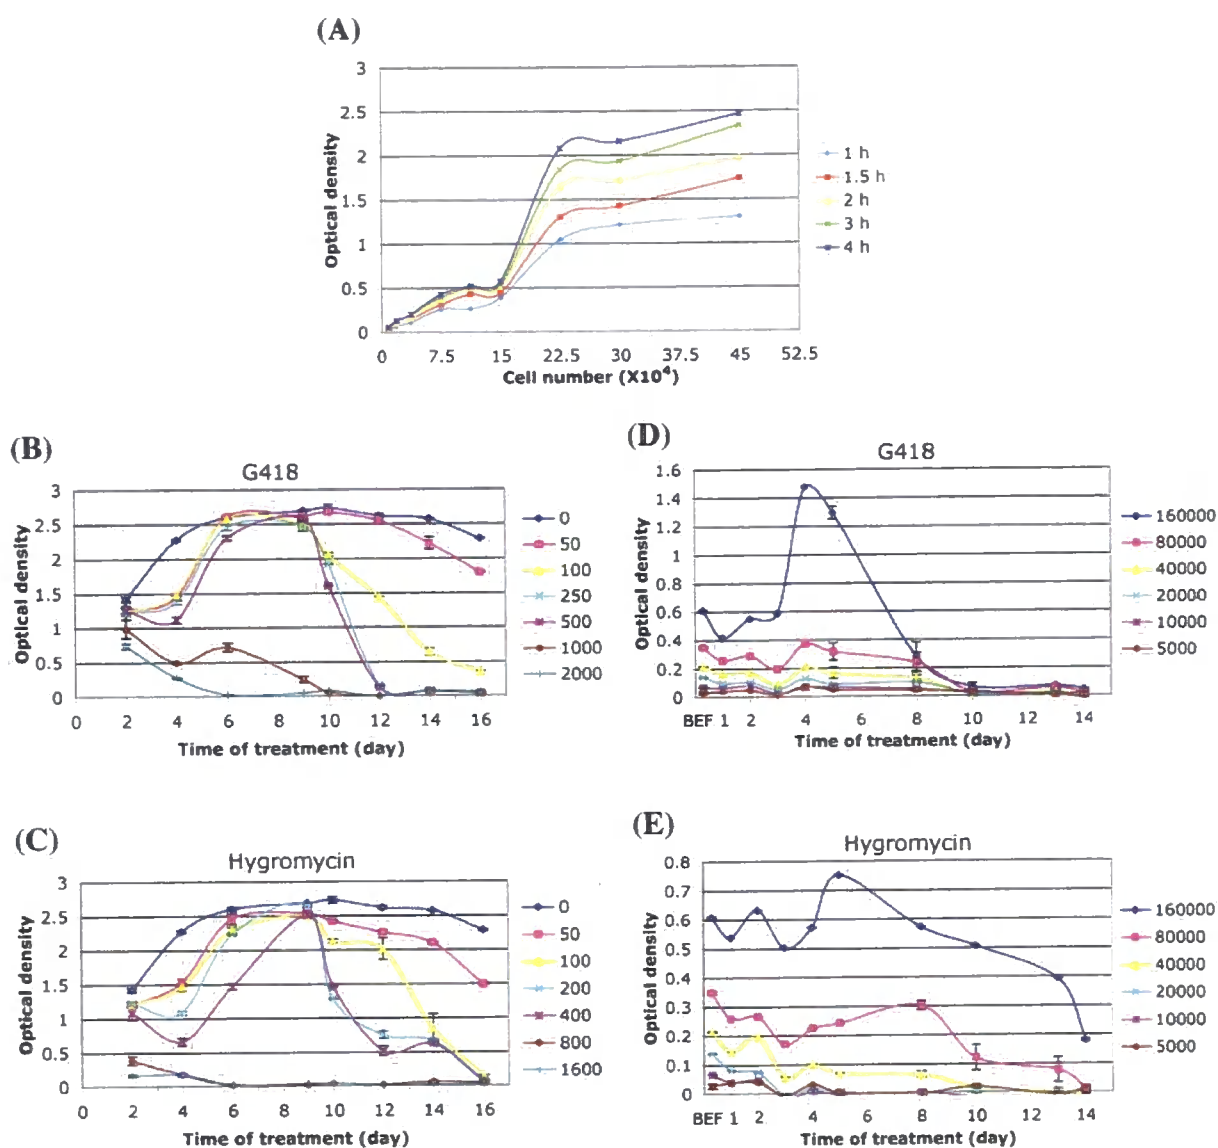 (A)
3
2.5
2
1.5
1
0.5
0
Optical density
0 7.5 15 22.5 30 37.5 45 52.5
Cell number (X10⁴)
1 h
1.5 h
2 h
3 h
4 h
(B)
G418
3
2.5
2
1.5
1
0.5
0
Optical density
0 2 4 6 8 10 12 14 16
Time of treatment (day)
0
50
100
250
500
1000
2000
(D)
G418
1.6
1.4
1.2
1
0.8
0.6
0.4
0.2
0
Optical density
BEF 1 2 4 6 8 10 12 14
Time of treatment (day)
160000
80000
40000
20000
10000
5000
(C)
Hygromycin
3
2.5
2
1.5
1
0.5
0
Optical density
0 2 4 6 8 10 12 14 16
Time of treatment (day)
0
50
100
200
400
800
1600
(E)
Hygromycin
0.8
0.7
0.6
0.5
0.4
0.3
0.2
0.1
0
Optical density
BEF 1 2 4 6 8 10 12 14
Time of treatment (day)
160000
80000
40000
20000
10000
5000